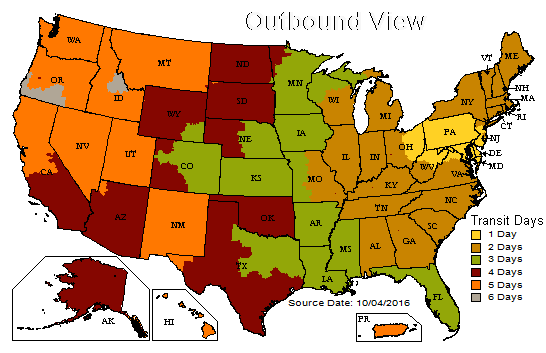 Outbound View
WA
MT
ND
MN
VT
ME
OR
ID
SD
WI
NY
NH
MA
WY
MI
RI
CT
IA
NE
PA
NJ
NV
UT
IL
IN
OH
DE
CO
WV
MD
CA
KS
MO
KY
VA
NC
TN
AZ
NM
OK
AR
SC
Transit Days
1 Day
2 Days
3 Days
4 Days
5 Days
6 Days
MS
AL
GA
TX
LA
FL
Source Date: 10/04/2016
AK
HI
PR